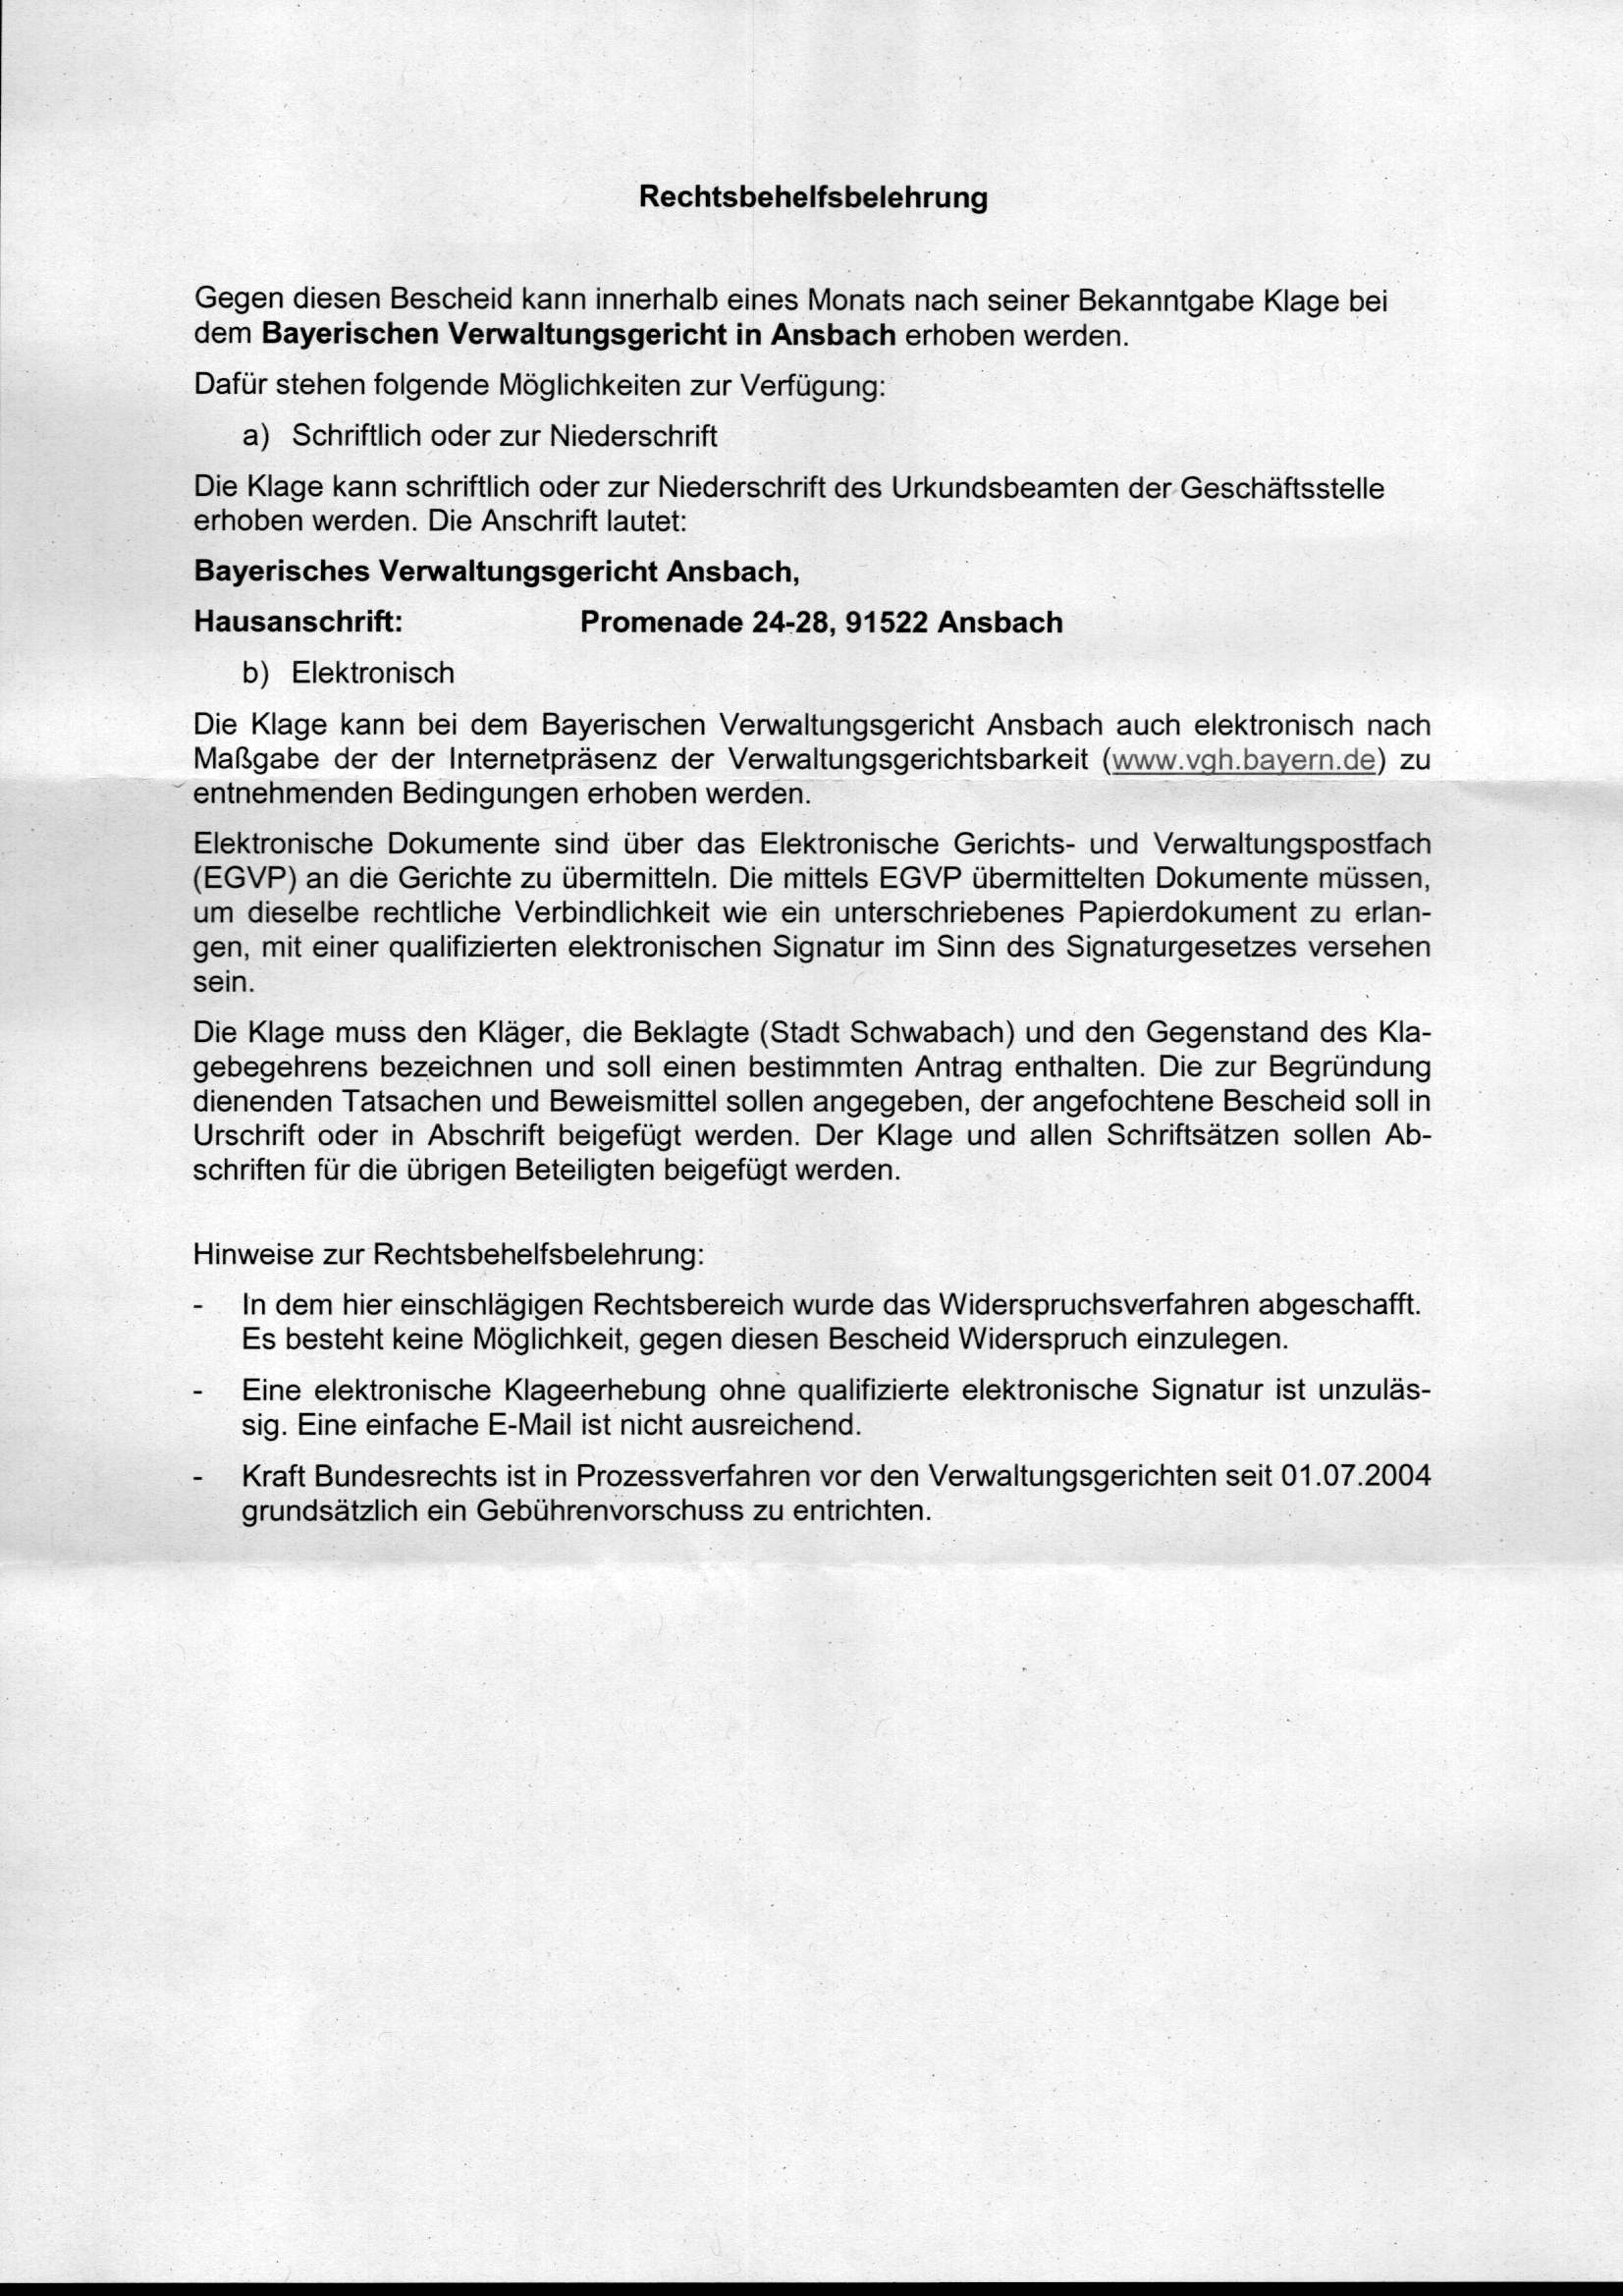 Rechtsbehelfsbelehrung
Gegen diesen Bescheid kann innerhalb eines Monats nach seiner Bekanntgabe Klage bei
dem Bayerischen Verwaltungsgericht in Ansbach erhoben werden.
Dafür stehen folgende Möglichkeiten zur Verfügung:
a) Schriftlich oder zur Niederschrift
Die Klage kann schriftlich oder zur Niederschrift des Urkundsbeamten der Geschäftsstelle
erhoben werden. Die Anschrift lautet:
Bayerisches Verwaltungsgericht Ansbach,
Hausanschrift: Promenade 24-28, 91522 Ansbach
b) Elektronisch
Die Klage kann bei dem Bayerischen Verwaltungsgericht Ansbach auch elektronisch nach
Maßgabe der der Internetpräsenz der Verwaltungsgerichtsbarkeit (www.vgh.bayern.de) zu
entnehmenden Bedingungen erhoben werden.
Elektronische Dokumente sind über das Elektronische Gerichts- und Verwaltungspostfach
(EGVP) an die Gerichte zu übermitteln. Die mittels EGVP übermittelten Dokumente müssen,
um dieselbe rechtliche Verbindlichkeit wie ein unterschriebenes Papierdokument zu erlan-
gen, mit einer qualifizierten elektronischen Signatur im Sinn des Signaturgesetzes versehen
sein.
Die Klage muss den Kläger, die Beklagte (Stadt Schwabach) und den Gegenstand des Kla-
gebegehrens bezeichnen und soll einen bestimmten Antrag enthalten. Die zur Begründung
dienenden Tatsachen und Beweismittel sollen angegeben, der angefochtene Bescheid soll in
Urschrift oder in Abschrift beigefügt werden. Der Klage und allen Schriftsätzen sollen Ab-
schriften für die übrigen Beteiligten beigefügt werden.
Hinweise zur Rechtsbehelfsbelehrung:
- In dem hier einschlägigen Rechtsbereich wurde das Widerspruchsverfahren abgeschafft.
Es besteht keine Möglichkeit, gegen diesen Bescheid Widerspruch einzulegen.
- Eine elektronische Klageerhebung ohne qualifizierte elektronische Signatur ist unzuläs-
sig. Eine einfache E-Mail ist nicht ausreichend.
- Kraft Bundesrechts ist in Prozessverfahren vor den Verwaltungsgerichten seit 01.07.2004
grundsätzlich ein Gebührenvorschuss zu entrichten.